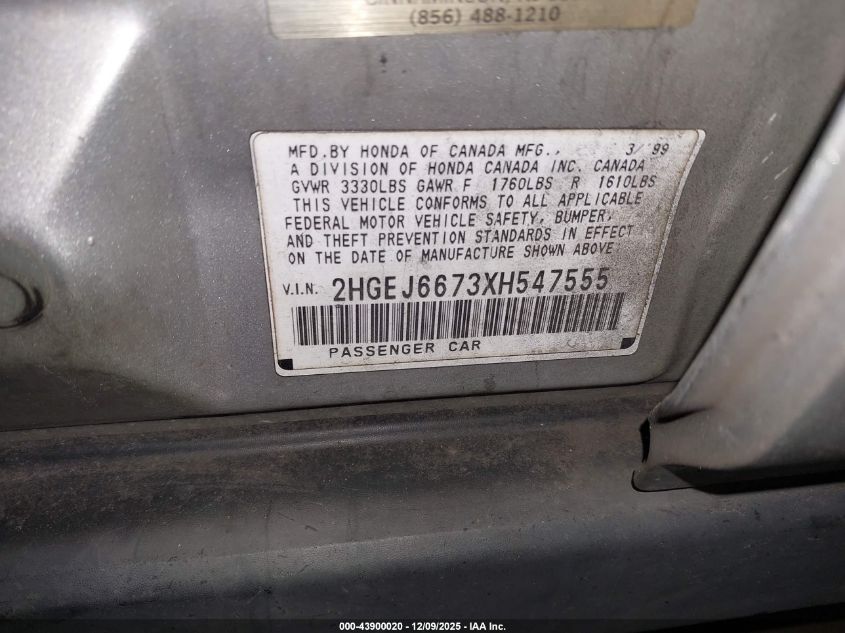 (856) 488-1210
MFD. BY HONDA OF CANADA MFG., 3/'99
A DIVISION OF HONDA CANADA INC. CANADA
GVWR 3330LBS GAWR F 1760LBS R 1610LBS
THIS VEHICLE CONFORMS TO ALL APPLICABLE
FEDERAL MOTOR VEHICLE SAFETY, BUMPER,
AND THEFT PREVENTION STANDARDS IN EFFECT
ON THE DATE OF MANUFACTURE SHOWN ABOVE.
V.I.N. 2HGEJ6673XH547555
PASSENGER CAR
000-43900020 - 12/09/2025 - IAA Inc.